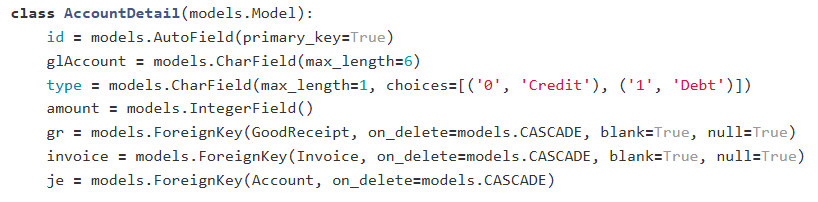 class AccountDetail(models.Model):
    id = models.AutoField(primary_key=True)
    glAccount = models.CharField(max_length=6)
    type = models.CharField(max_length=1, choices=[('0', 'Credit'), ('1', 'Debt')])
    amount = models.IntegerField()
    gr = models.ForeignKey(GoodReceipt, on_delete=models.CASCADE, blank=True, null=True)
    invoice = models.ForeignKey(Invoice, on_delete=models.CASCADE, blank=True, null=True)
    je = models.ForeignKey(Account, on_delete=models.CASCADE)